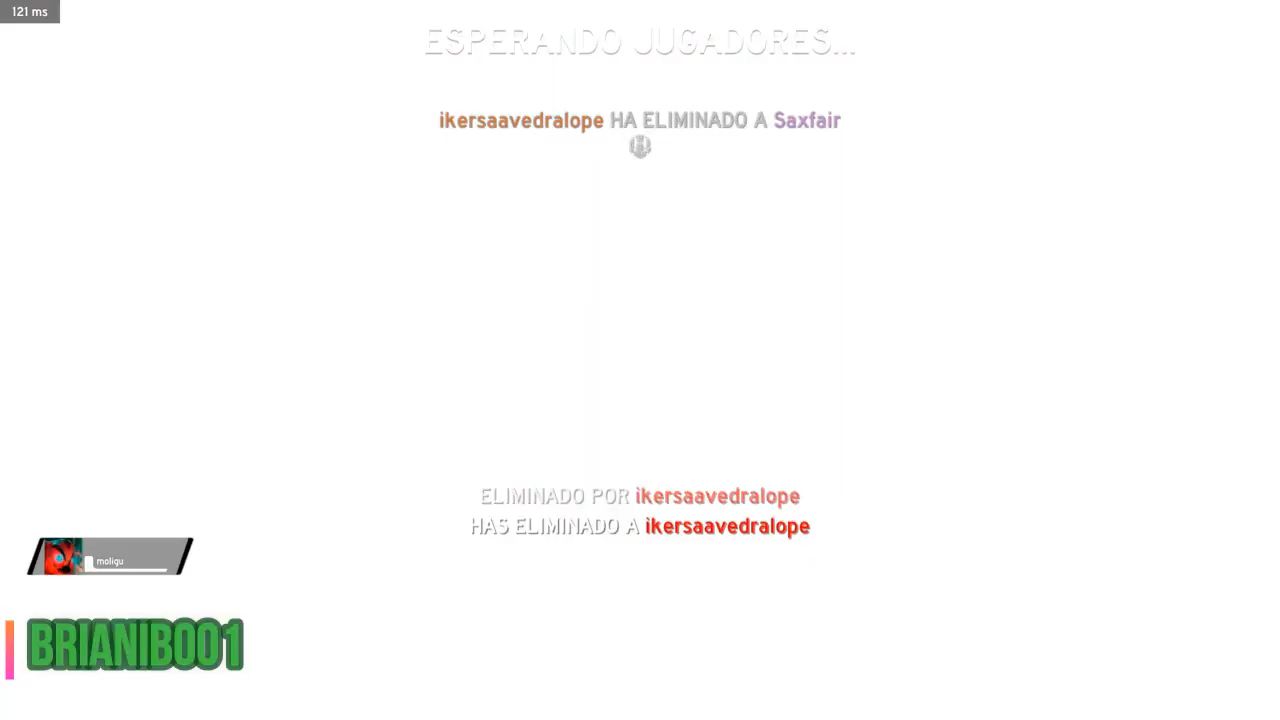 121 ms
ESPERANDO JUGADORES...
ikersaavedralope HA ELIMINADO A Saxfair
ELIMINADO POR ikersaavedralope
HAS ELIMINADO A ikersaavedralope
moligu
BRIANIBOO1